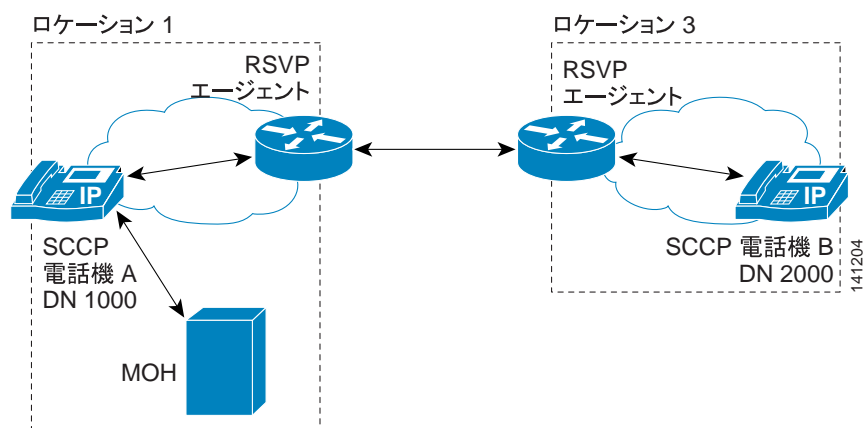 ロケーション 1
ロケーション 3
RSVP
エージェント
RSVP
エージェント
IP
IP
SCCP
電話機 A
DN 1000
SCCP 電話機 B
DN 2000
141204
MOH